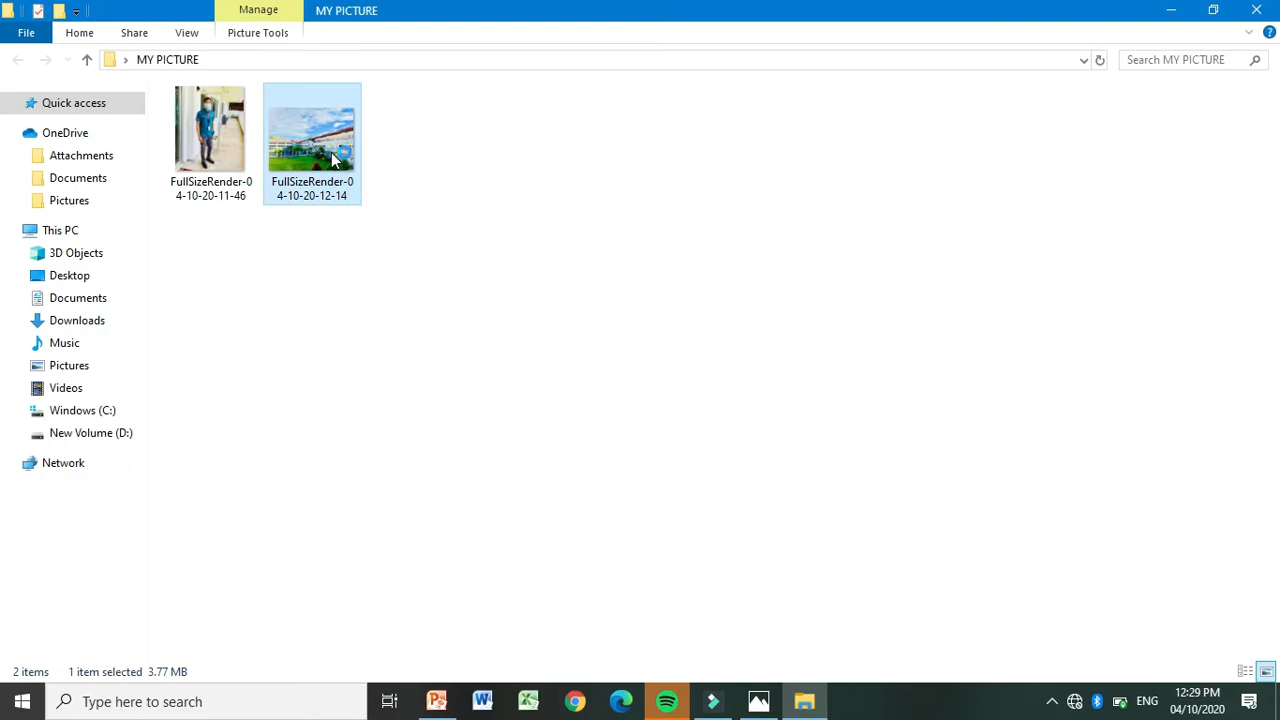 Manage
MY PICTURE
File
Home
Share
View
Picture Tools
MY PICTURE
Search MY PICTURE
Quick access
OneDrive
Attachments
Documents
Pictures
This PC
3D Objects
Desktop
Documents
Downloads
Music
Pictures
Videos
Windows (C:)
New Volume (D:)
Network
FullSizeRender-0
4-10-20-11-46
FullSizeRender-0
4-10-20-12-14
2 items
1 item selected 3.77 MB
Type here to search
ENG
12:29 PM
04/10/2020